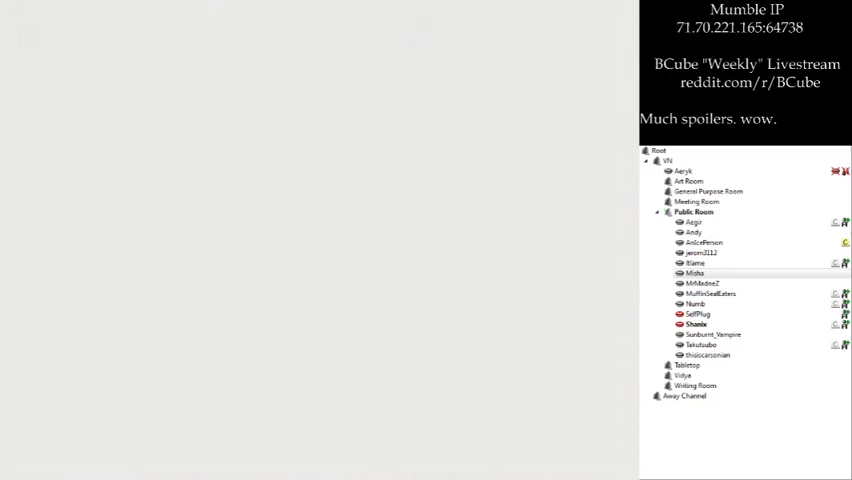 Mumble IP
71.70.221.165:64738
BCube "Weekly" Livestream
reddit.com/r/BCube
Much spoilers. wow.
Root
VN
Aeryk
Art Room
General Purpose Room
Meeting Room
Public Room
Aegir
Andy
AnIcePerson
jerom3112
Misha
MrMadneZ
MuffinSealEaters
Numb
SelfPlug
Shanix
Sunburnt_Vampire
Takutsubo
thisiscarsonian
Tabletop
Vidya
Writing Room
Away Channel